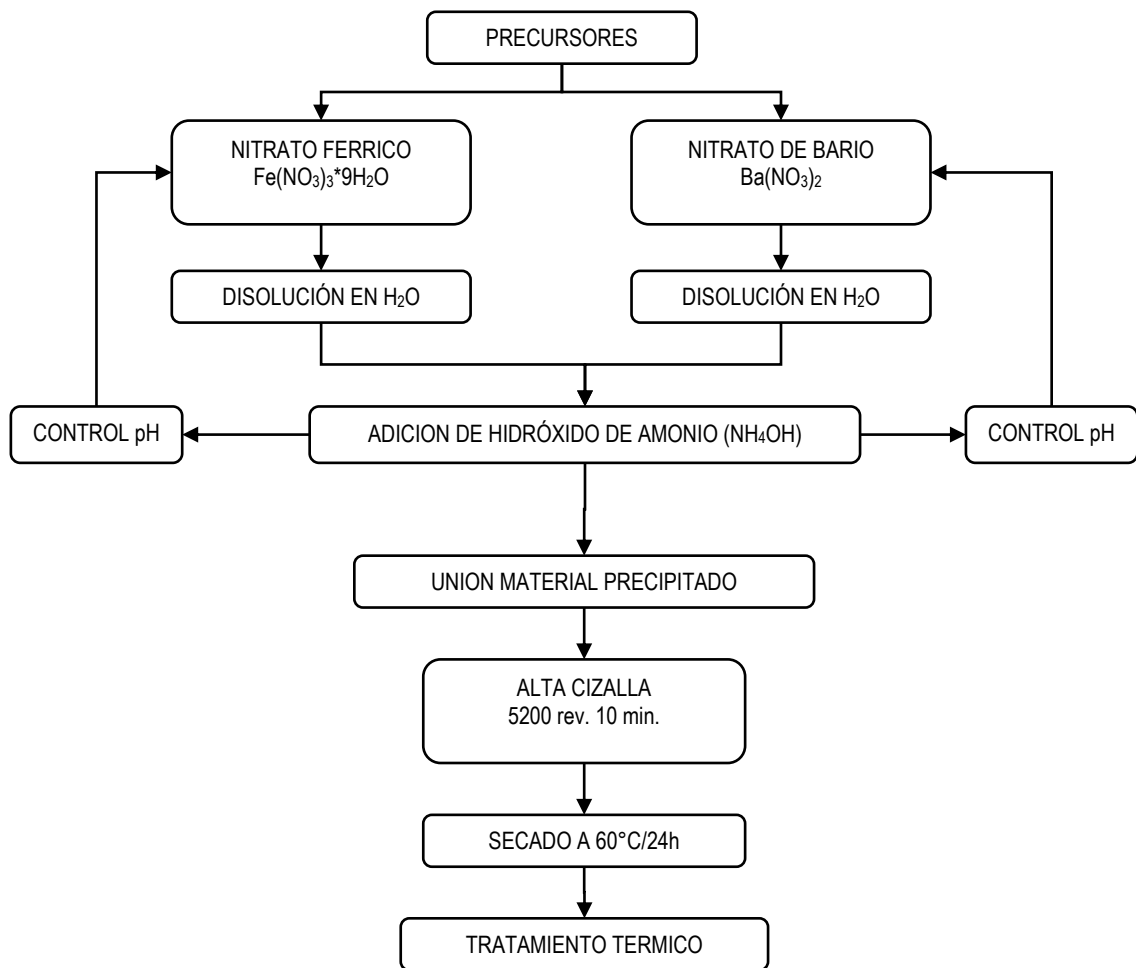 PRECURSORES
NITRATO FERRICO
Fe(NO₃)₃*9H₂O
NITRATO DE BARIO
Ba(NO₃)₂
DISOLUCIÓN EN H₂O
DISOLUCIÓN EN H₂O
CONTROL pH
ADICION DE HIDRÓXIDO DE AMONIO (NH₄OH)
CONTROL pH
UNION MATERIAL PRECIPITADO
ALTA CIZALLA
5200 rev. 10 min.
SECADO A 60°C/24h
TRATAMIENTO TERMICO